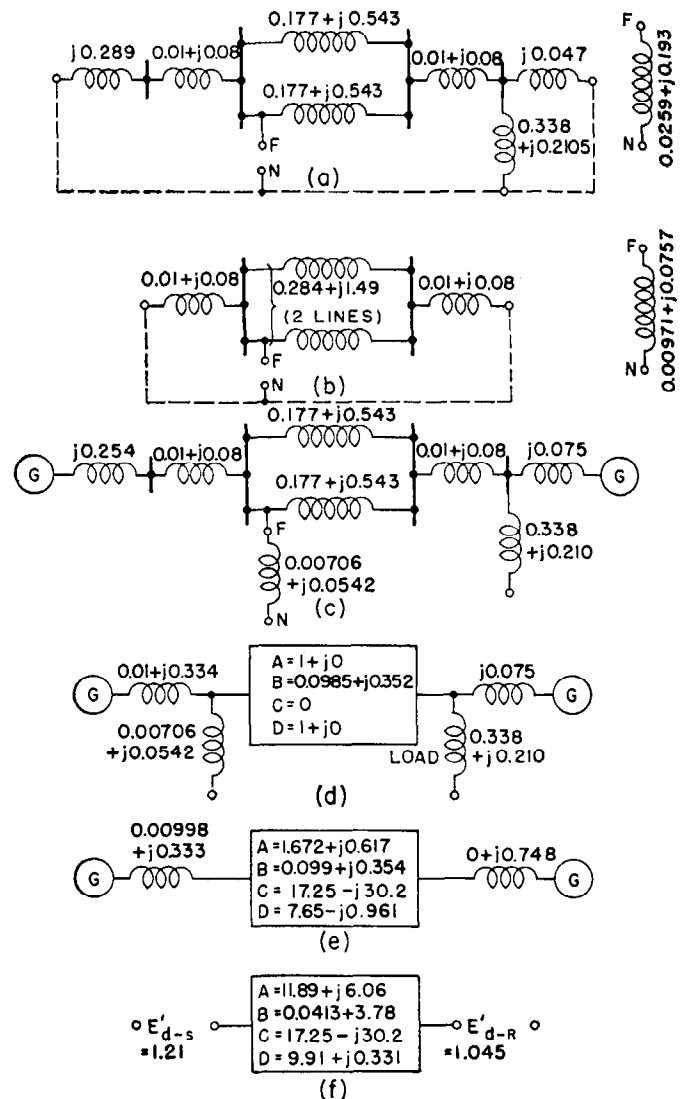 0.177+j0.543
j0.289
0.01+j0.08
0.01+j0.08
j0.047
0.177+j0.543
F
N
0.338
+j0.2105
F
N
0.0259+j0.193
(a)
0.01+j0.08
0.284+j1.49
(2 LINES)
0.01+j0.08
F
N
F
N
0.00971+j0.0757
(b)
0.177+j0.543
G
j0.254
0.01+j0.08
0.01+j0.08
j0.075
G
0.177+j0.543
F
0.00706
+j0.0542
N
0.338
+j0.210
(c)
G
0.01+j0.334
A=1+j0
B=0.0985+j0.352
C=0
D=1+j0
j0.075
G
0.00706
+j0.0542
LOAD
0.338
+j0.210
(d)
G
0.00998
+j0.333
A=1.672+j0.617
B=0.099+j0.354
C= 17.25-j30.2
D= 7.65-j0.961
0+j0.748
G
(e)
E'd-s
=1.21
A=11.89+j6.06
B=0.0413+3.78
C=17.25-j30.2
D=9.91+j0.331
E'd-R
=1.045
(f)